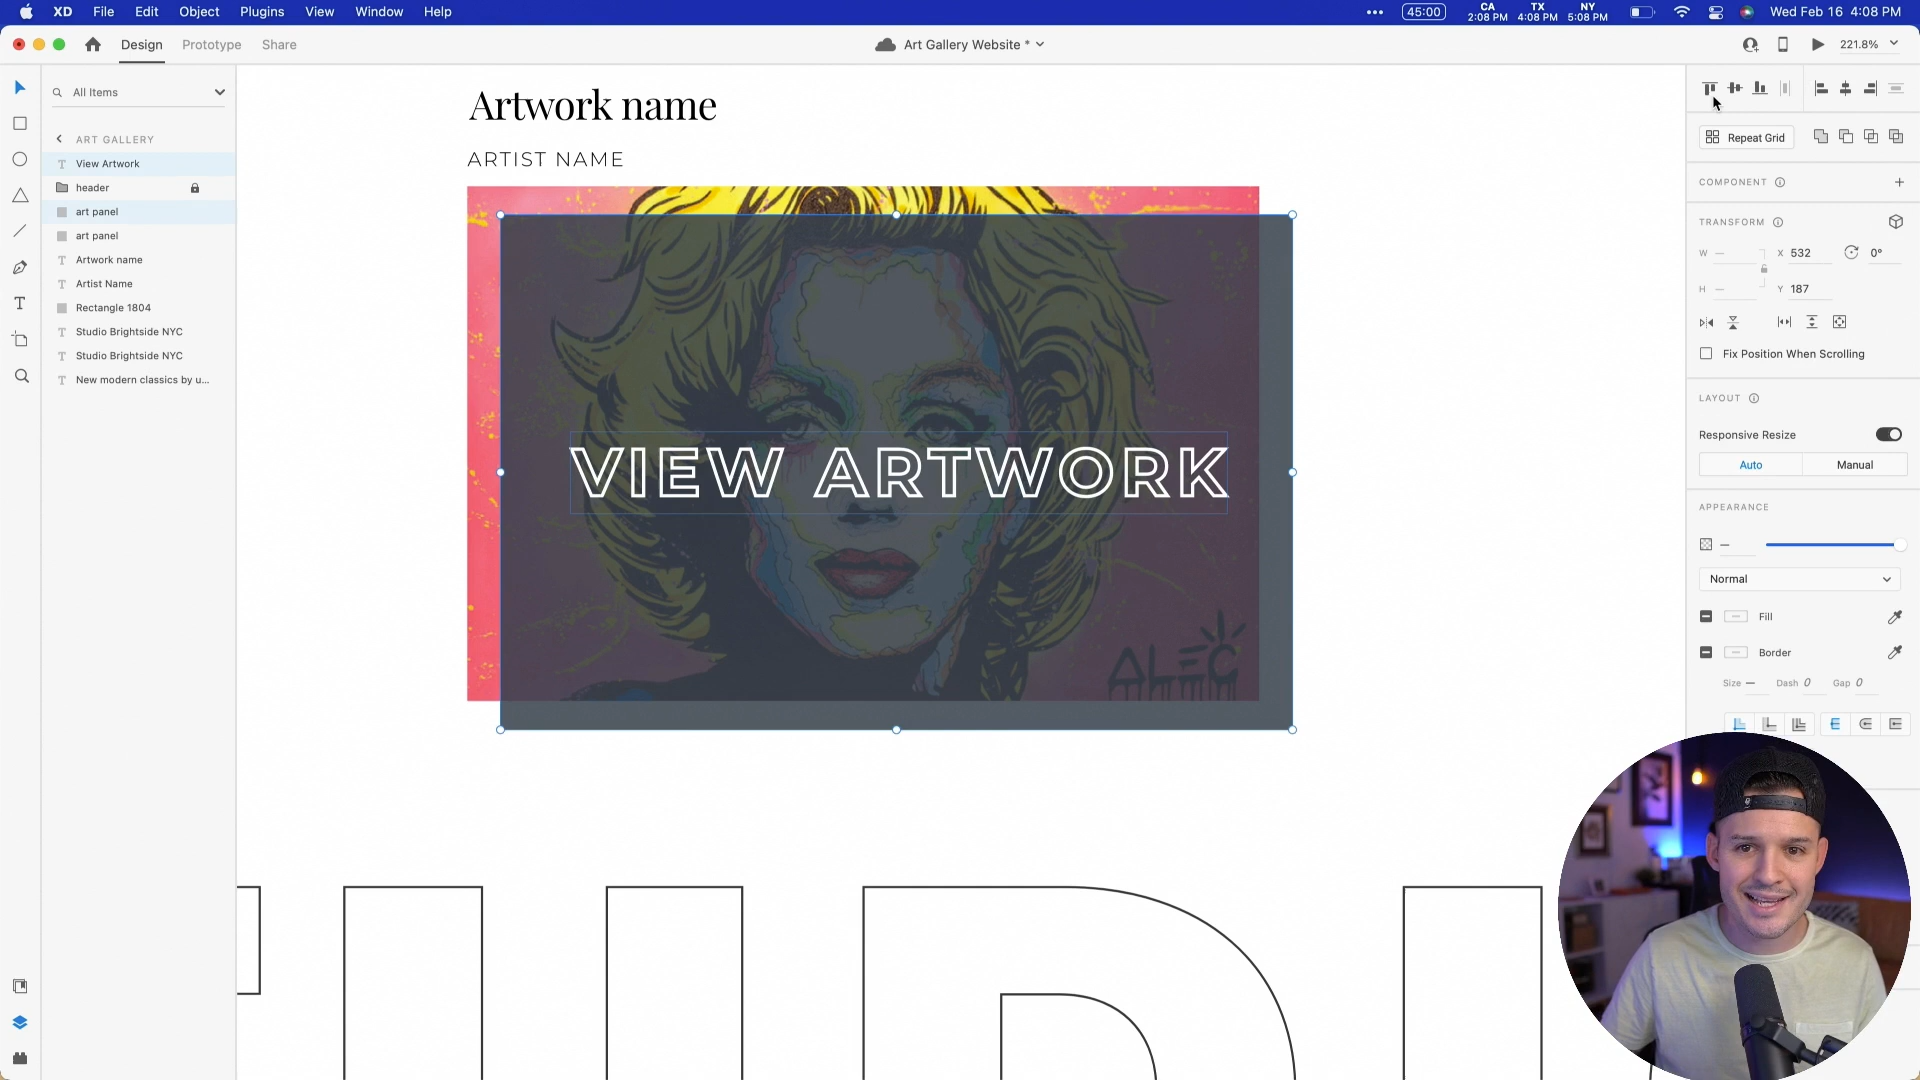 XD File Edit Object Plugins View Window Help
45:00 CA 2:08 PM TX 4:08 PM NY 5:08 PM Wed Feb 16 4:08 PM
Design Prototype Share
Art Gallery Website *
221.8%
All Items
ART GALLERY
View Artwork
header
art panel
art panel
Artwork name
Artist Name
Rectangle 1804
Studio Brightside NYC
Studio Brightside NYC
New modern classics by u...
Artwork name
ARTIST NAME
VIEW ARTWORK
ALEC
Repeat Grid
COMPONENT
TRANSFORM
W — X 532 0°
H — Y 187
Fix Position When Scrolling
LAYOUT
Responsive Resize
Auto Manual
APPEARANCE
—
Normal
Fill
Border
Size — Dash 0 Gap 0